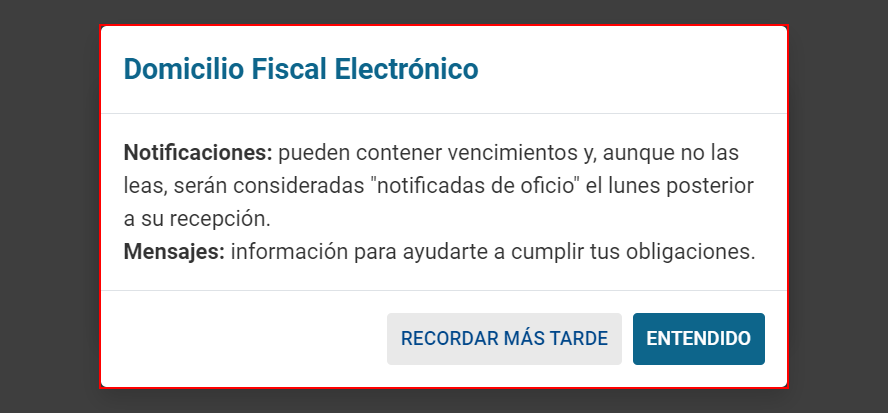 Domicilio Fiscal Electrónico
Notificaciones: pueden contener vencimientos y, aunque no las
leas, serán consideradas "notificadas de oficio" el lunes posterior
a su recepción.
Mensajes: información para ayudarte a cumplir tus obligaciones.
RECORDAR MÁS TARDE
ENTENDIDO